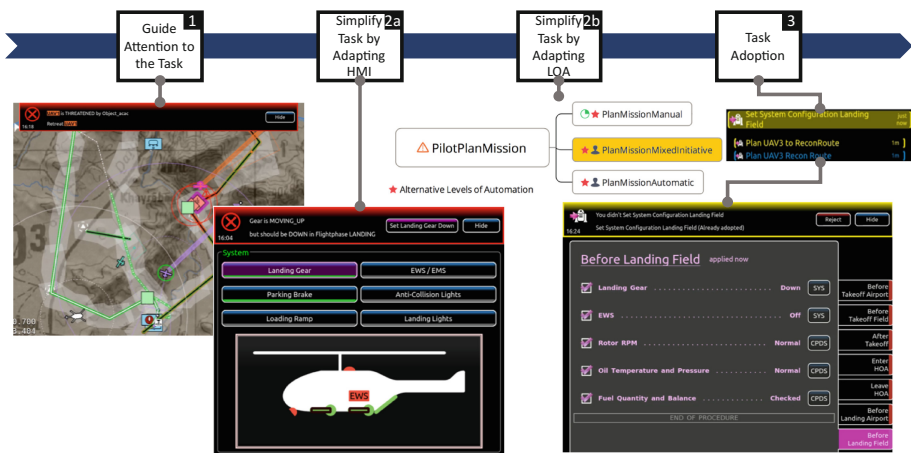 1
Guide
Attention to
the Task
2a
Simplify
Task by
Adapting
HMI
2b
Simplify
Task by
Adapting
LOA
3
Task
Adoption
UAV1 is THREATENED by Object_acac
Retreat UAV1
Hide
16:18
PilotPlanMission
PlanMissionManual
PlanMissionMixedInitiative
PlanMissionAutomatic
Alternative Levels of Automation
Set System Configuration Landing
Field
just
now
Plan UAV3 to ReconRoute
1m
Plan UAV3 Recon Route
1m
Gear is MOVING_UP
but should be DOWN in Flightphase LANDING
Set Landing Gear Down
Hide
16:04
System
Landing Gear
EWS / EMS
Parking Brake
Anti-Collision Lights
Loading Ramp
Landing Lights
EWS
You didn't Set System Configuration Landing Field
Set System Configuration Landing Field (Already adopted)
Reject
Hide
16:24
Before Landing Field applied now
Landing Gear Down SYS
EWS Off SYS
Rotor RPM Normal CPDS
Oil Temperature and Pressure Normal CPDS
Fuel Quantity and Balance Checked CPDS
END OF PROCEDURE
Before
Takeoff Airport
Before
Takeoff Field
After
Takeoff
Enter
HOA
Leave
HOA
Before
Landing Airport
Before
Landing Field